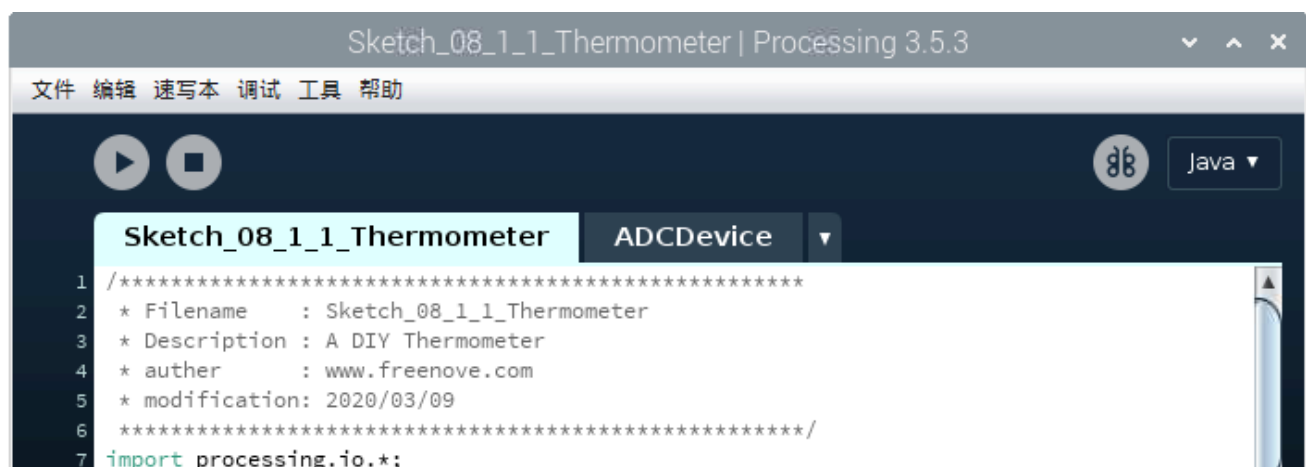 Sketch_08_1_1_Thermometer | Processing 3.5.3
文件 编辑 速写本 调试 工具 帮助
Java ▾
Sketch_08_1_1_Thermometer ADCDevice ▾
1 /*****************************************************
2 * Filename    : Sketch_08_1_1_Thermometer
3 * Description : A DIY Thermometer
4 * auther      : www.freenove.com
5 * modification: 2020/03/09
6 *****************************************************/
7 import processing.io.*;